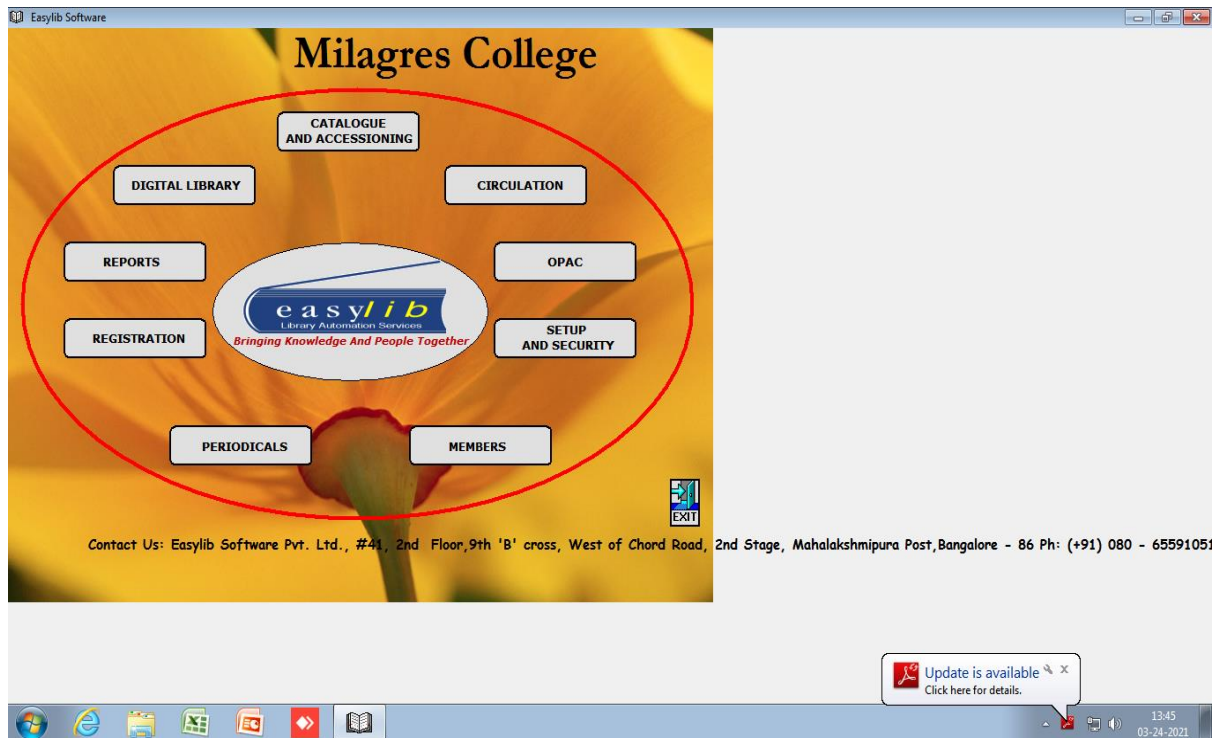 Easylib Software
Milagres College
CATALOGUE
AND ACCESSIONING
DIGITAL LIBRARY
CIRCULATION
REPORTS
OPAC
easylib
Library Automation Services
Bringing Knowledge And People Together
REGISTRATION
SETUP
AND SECURITY
PERIODICALS
MEMBERS
EXIT
Contact Us: Easylib Software Pvt. Ltd., #41, 2nd Floor,9th 'B' cross, West of Chord Road, 2nd Stage, Mahalakshmipura Post,Bangalore - 86 Ph: (+91) 080 - 65591051
Update is available
Click here for details.
13:45
03-24-2021